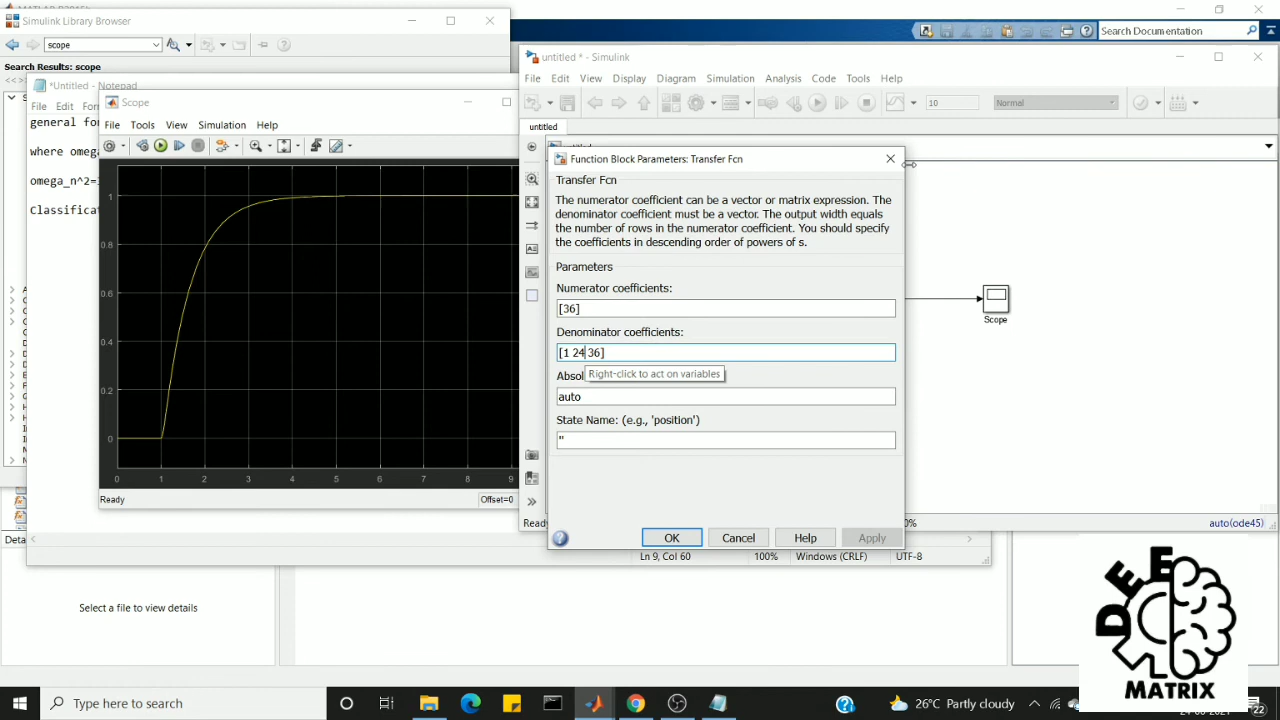 Simulink Library Browser
scope
Search Results: scope
*Untitled - Notepad
File Edit
general fo
where omega
omega_n^2=
Classificat
Scope
File Tools View Simulation Help
1
0.8
0.6
0.4
0.2
0
0 1 2 3 4 5 6 7 8 9
Ready
Offset=0
Search Documentation
untitled * - Simulink
File Edit View Display Diagram Simulation Analysis Code Tools Help
10
Normal
untitled
Function Block Parameters: Transfer Fcn
Transfer Fcn
The numerator coefficient can be a vector or matrix expression. The
denominator coefficient must be a vector. The output width equals
the number of rows in the numerator coefficient. You should specify
the coefficients in descending order of powers of s.
Parameters
Numerator coefficients:
[36]
Denominator coefficients:
[1 24 36]
Right-click to act on variables
Absol
auto
State Name: (e.g., 'position')
''
OK Cancel Help Apply
Scope
Read
0%
auto(ode45)
Ln 9, Col 60 100% Windows (CRLF) UTF-8
Detai
Select a file to view details
DEE
MATRIX
Type here to search
26°C Partly cloudy
22